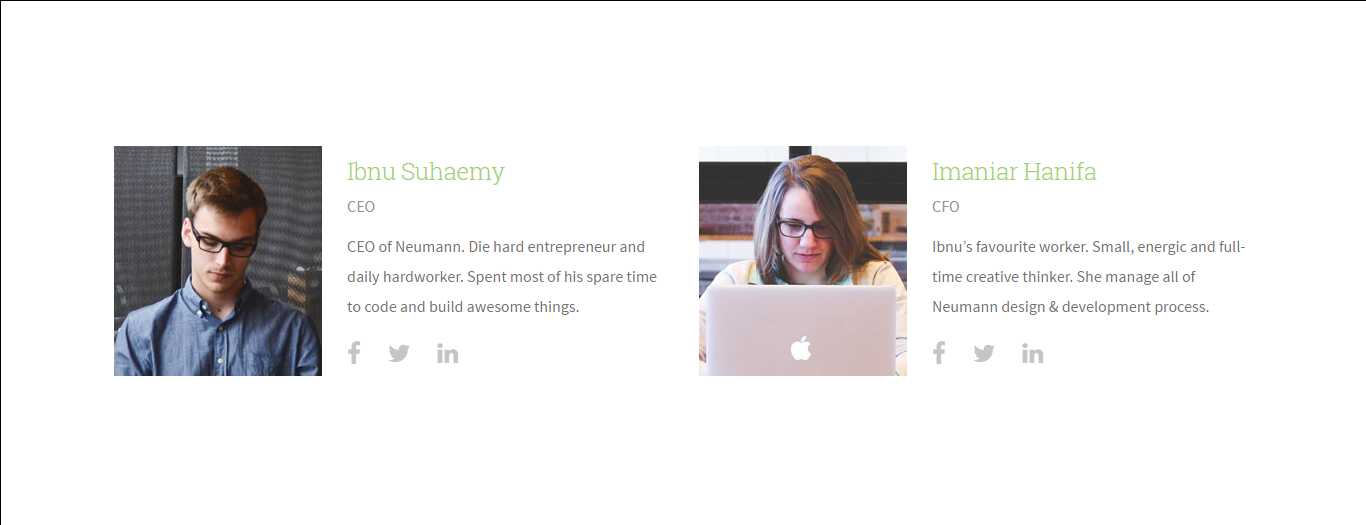 Ibnu Suhaemy
CEO
CEO of Neumann. Die hard entrepreneur and
daily hardworker. Spent most of his spare time
to code and build awesome things.
Imaniar Hanifa
CFO
Ibnu’s favourite worker. Small, energic and full-
time creative thinker. She manage all of
Neumann design & development process.